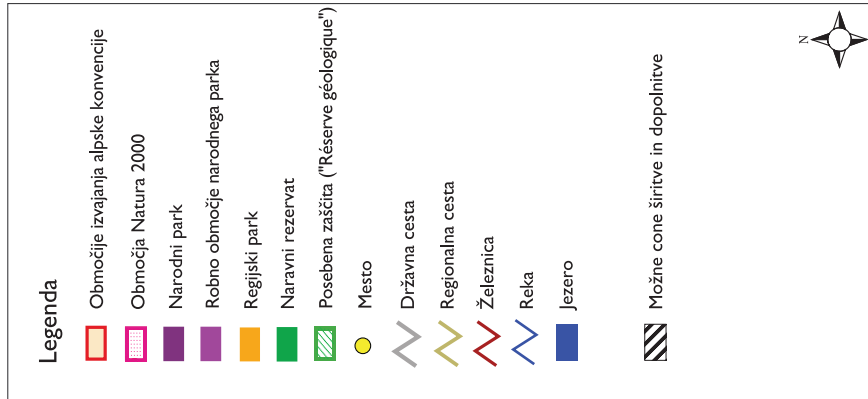 Legenda
Območije izvajanja alpske konvencije
Območja Natura 2000
Narodni park
Robno območje narodnega parka
Regijski park
Naravni rezervat
Posebena zaščita ("Réserve géologique")
Mesto
Državna cesta
Regionalna cesta
Železnica
Reka
Jezero
Možne cone širitve in dopolnitve
N